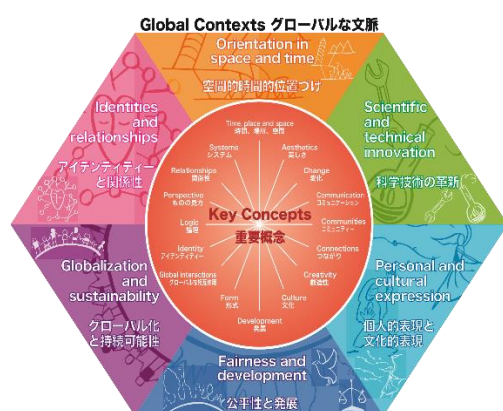 Global Contexts グローバルな文脈
Orientation in
space and time
空間的時間的位置つけ
Identities
and
relationships
アイテンティティー
と関係性
Scientific
and
technical
innovation
科学技術の革新
Time place and space
時間、場所、空間
Systems
システム
Aesthetics
美しさ
Relationships
関係性
Change
変化
Perspective
ものの見方
Communication
コミュニケーション
Logic
論理
Communities
コミュニティー
Key Concepts
重要概念
Identity
アイデンティティー
Connections
つながり
Global interactions
グローバルな相互作用
Creativity
創造性
Form
形式
Culture
文化
Development
発展
Globalization
and
sustainability
グローバル化
と持続可能性
Personal and
cultural
expression
個人的表現と
文化的表現
Fairness and
development
公平性と発展